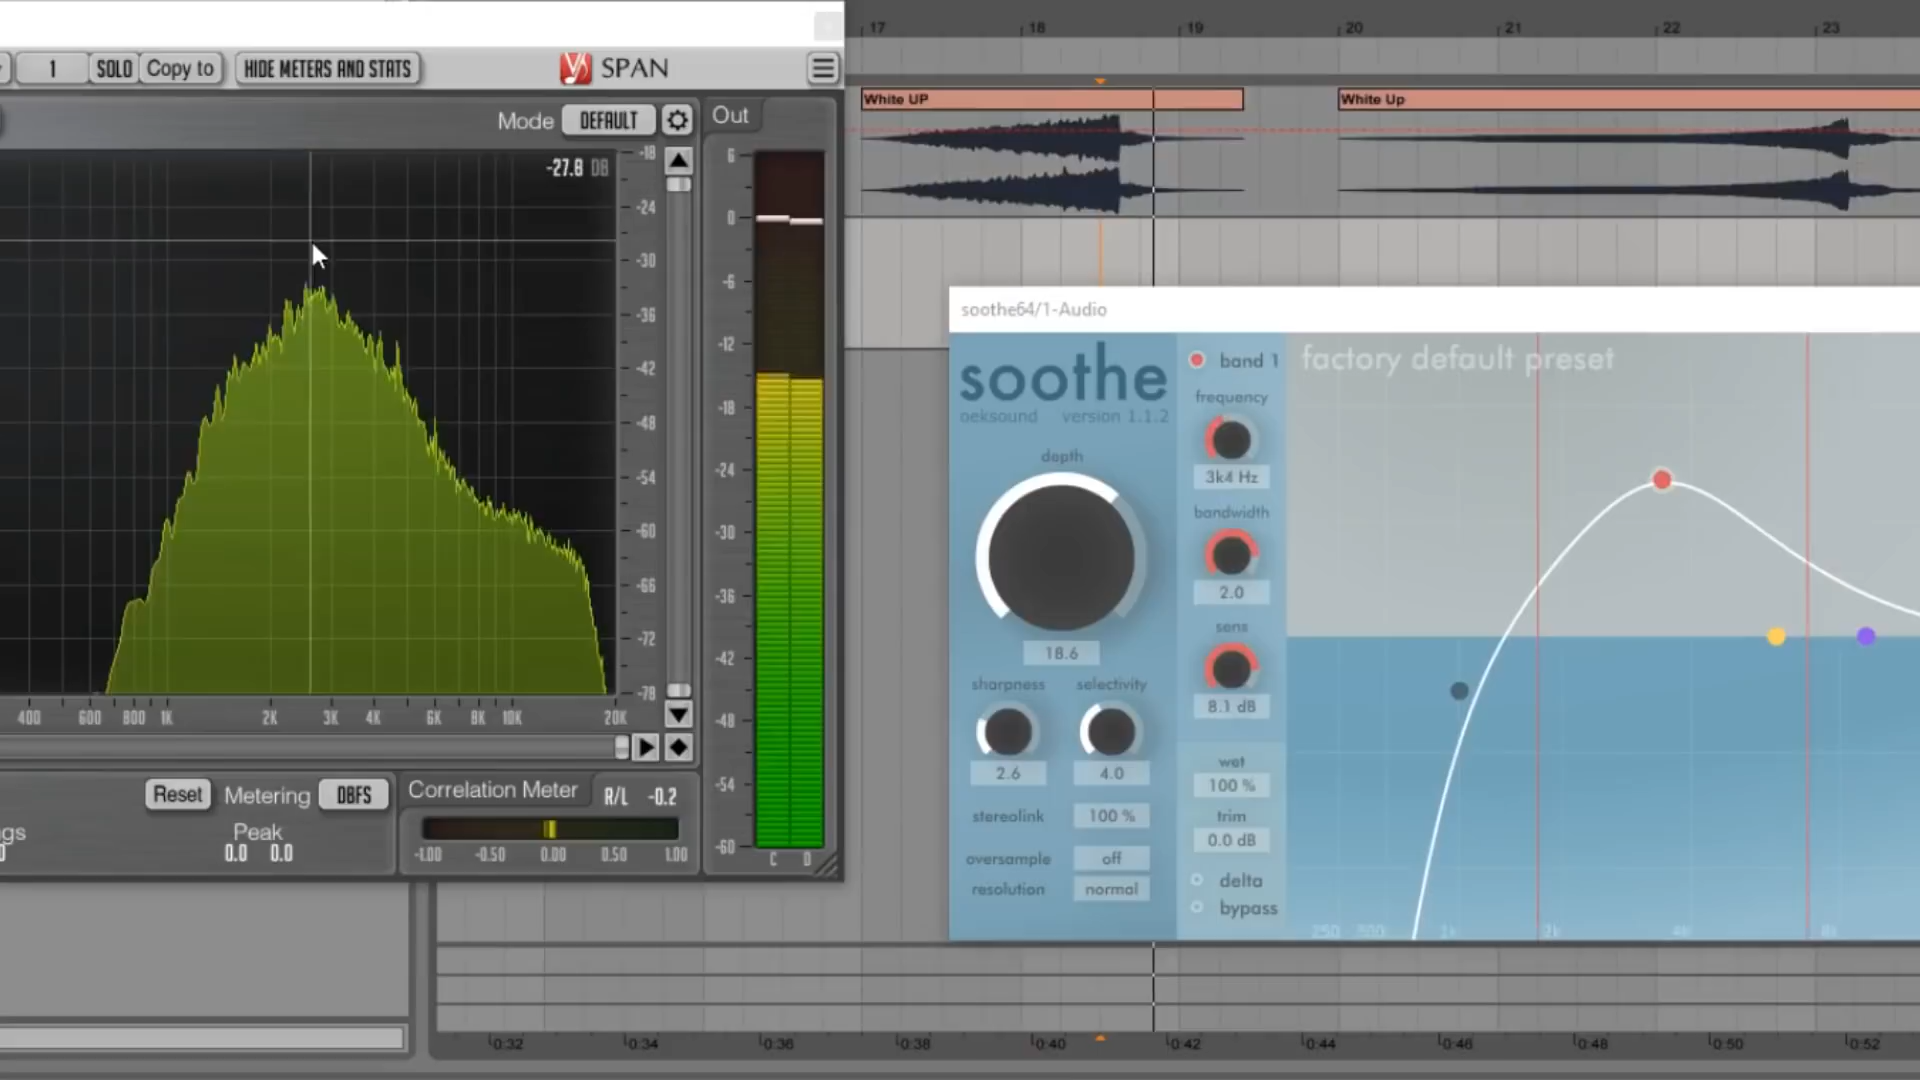 1 SOLO Copy to HIDE METERS AND STATS SPAN
Mode DEFAULT Out
-27.8 DB
-18
-24
-30
-36
-42
-48
-54
-60
-66
-72
-78
400 600 800 1K 2K 3K 4K 6K 8K 10K 20K
6
0
-6
-12
-18
-24
-30
-36
-42
-48
-54
-60
C D
Reset Metering DBFS
Peak
0.0 0.0
Correlation Meter R/L -0.2
-1.00 -0.50 0.00 0.50 1.00
17 18 19 20 21 22 23
White UP White Up
soothe64/1-Audio
soothe
oeksound version 1.1.2
depth
18.6
sharpness selectivity
2.6 4.0
stereolink 100 %
oversample off
resolution normal
band 1
frequency
3k4 Hz
bandwidth
2.0
sens
8.1 dB
wet
100 %
trim
0.0 dB
delta
bypass
factory default preset
250 500 1k 2k 4k 8k
0:32 0:34 0:36 0:38 0:40 0:42 0:44 0:46 0:48 0:50 0:52